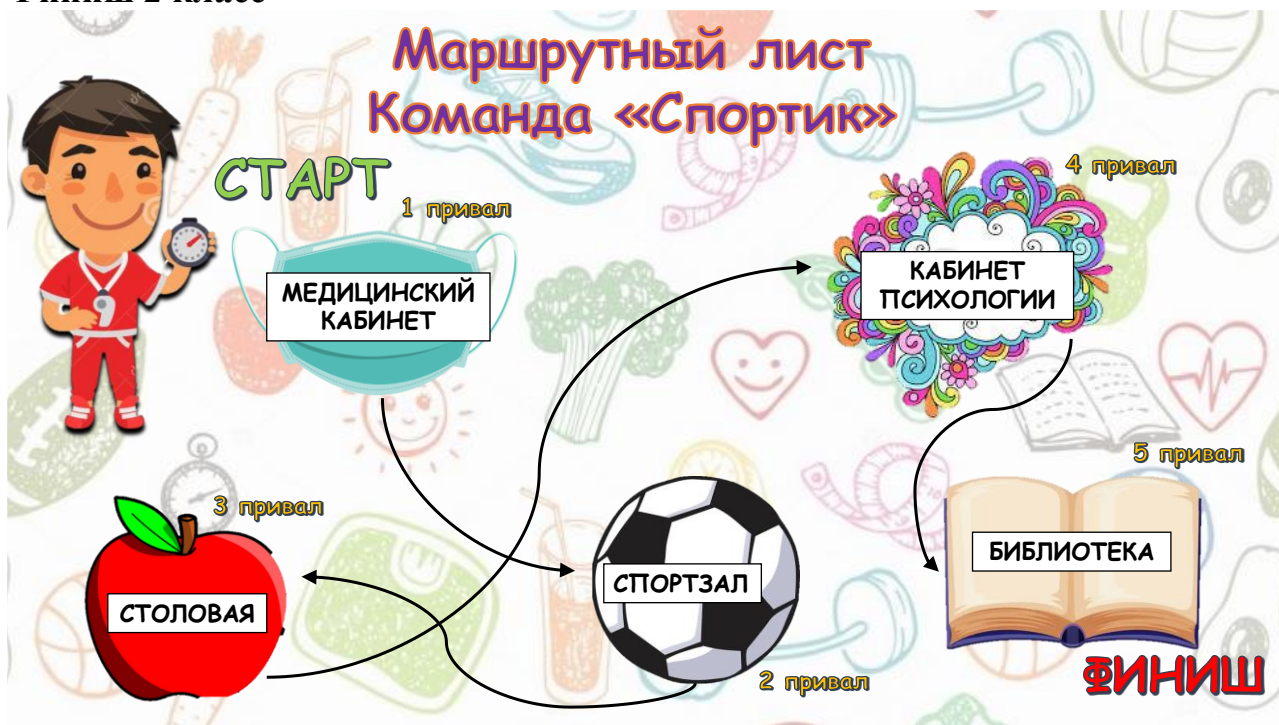 Маршрутный лист
Команда «Спортик»
СТАРТ
1 привал
МЕДИЦИНСКИЙ
КАБИНЕТ
4 привал
КАБИНЕТ
ПСИХОЛОГИИ
3 привал
СТОЛОВАЯ
СПОРТЗАЛ
2 привал
5 привал
БИБЛИОТЕКА
ФИНИШ